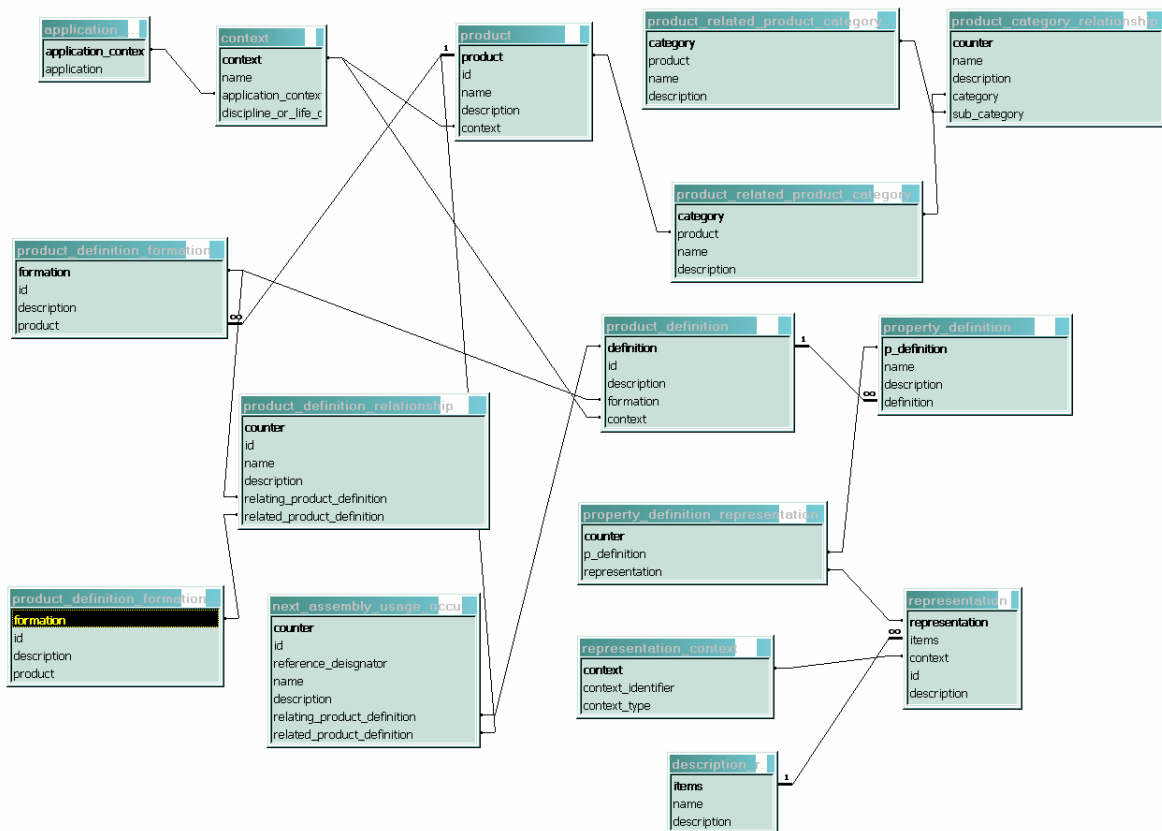 application ...
application_contex
application
context
context
name
application_contex
discipline_or_life_c
product
product
id
name
description
context
1
product_related_product_category
category
product
name
description
product_category_relationship
counter
name
description
category
sub_category
product_related_product_category
category
product
name
description
product_definition_formation
formation
id
description
product
∞
product_definition
definition
id
description
formation
context
1
property_definition
p_definition
name
description
definition
∞
product_definition_relationship
counter
id
name
description
relating_product_definition
related_product_definition
property_definition_representation
counter
p_definition
representation
product_definition_formation
formation
id
description
product
next_assembly_usage_occu
counter
id
reference_deisgnator
name
description
relating_product_definition
related_product_definition
representation_context
context
context_identifier
context_type
representation
representation
items
context
id
description
∞
description_r...
items
name
description
1